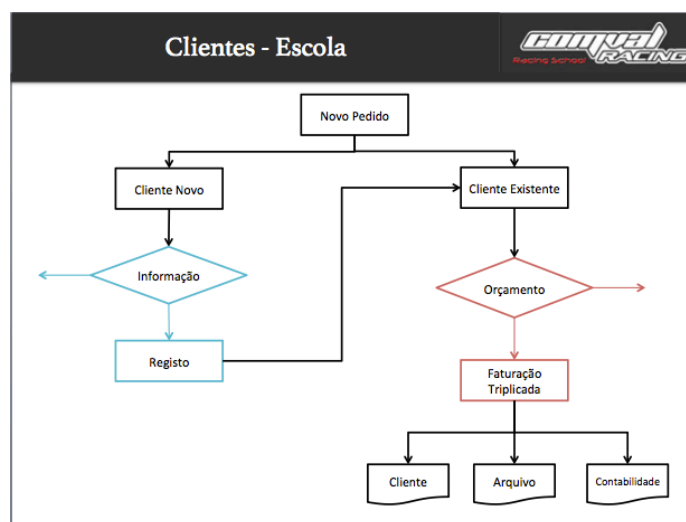 Clientes - Escola
comval
RACING
Racing School
Novo Pedido
Cliente Novo
Cliente Existente
Informação
Orçamento
Registo
Faturação
Triplicada
Cliente
Arquivo
Contabilidade